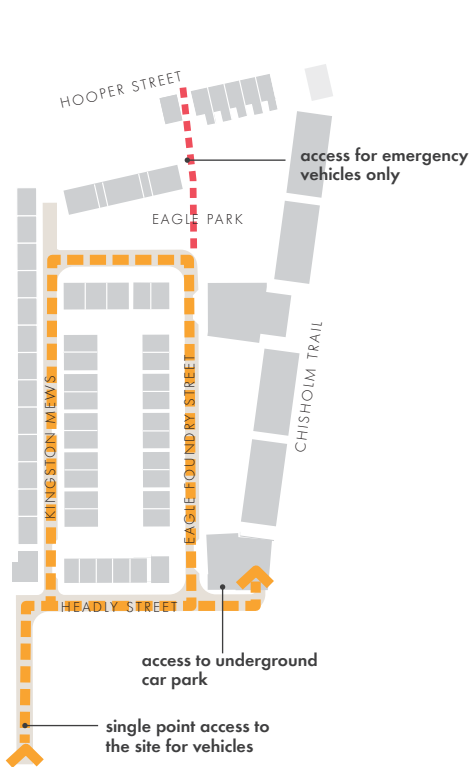 HOOPER STREET
access for emergency
vehicles only
EAGLE PARK
CHISHOLM TRAIL
KINGSTON MEWS
EAGLE FOUNDRY STREET
HEADLY STREET
access to underground
car park
single point access to
the site for vehicles